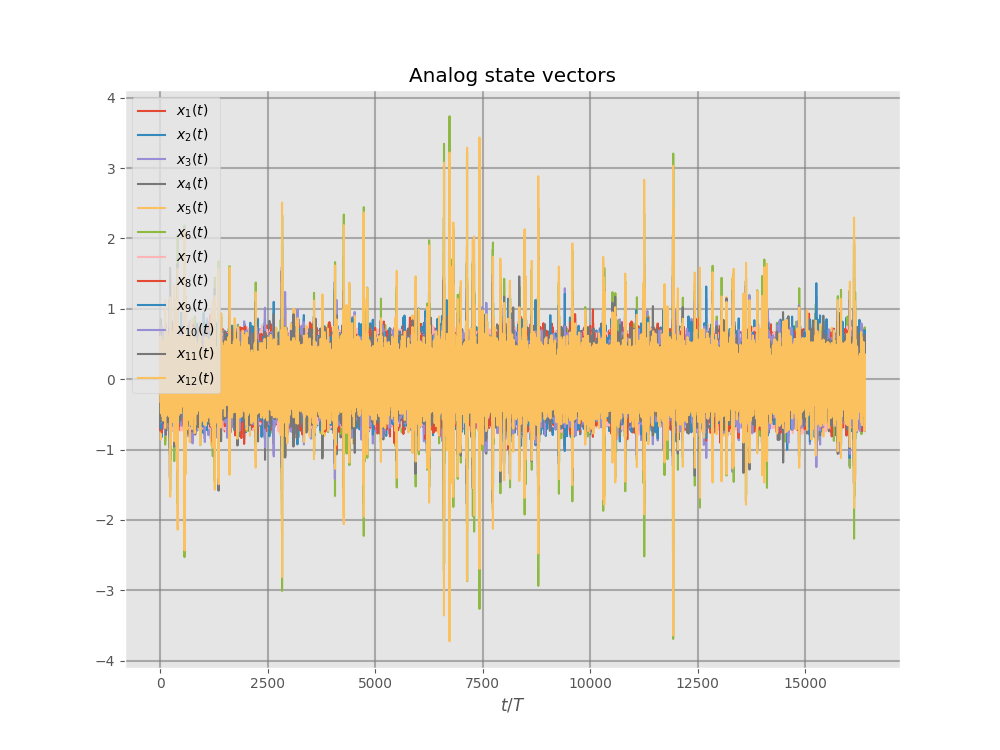 Analog state vectors
4
3
2
1
0
−1
−2
−3
−4
x₁(t)
x₂(t)
x₃(t)
x₄(t)
x₅(t)
x₆(t)
x₇(t)
x₈(t)
x₉(t)
x₁₀(t)
x₁₁(t)
x₁₂(t)
0 2500 5000 7500 10000 12500 15000
t/T